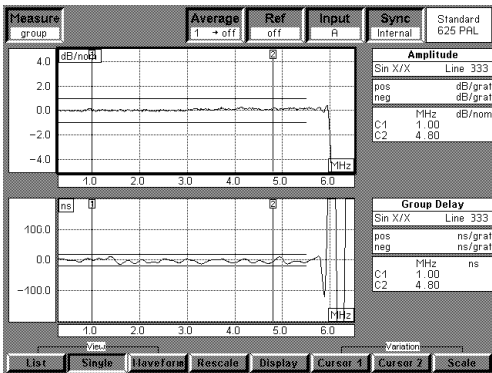 Measure
group
Average
1 → off
Ref
off
Input
A
Sync
Internal
Standard
625 PAL
dB/nom
1
2
4.0
2.0
0.0
−2.0
−4.0
MHz
1.0 2.0 3.0 4.0 5.0 6.0
Amplitude
Sin X/X Line 333
pos dB/grat
neg dB/grat
MHz dB/nom
C1 1.00
C2 4.80
ns
1
2
100.0
0.0
−100.0
MHz
1.0 2.0 3.0 4.0 5.0 6.0
Group Delay
Sin X/X Line 333
pos ns/grat
neg ns/grat
MHz ns
C1 1.00
C2 4.80
View
Variation
List Single Waveform Rescale Display Cursor 1 Cursor 2 Scale